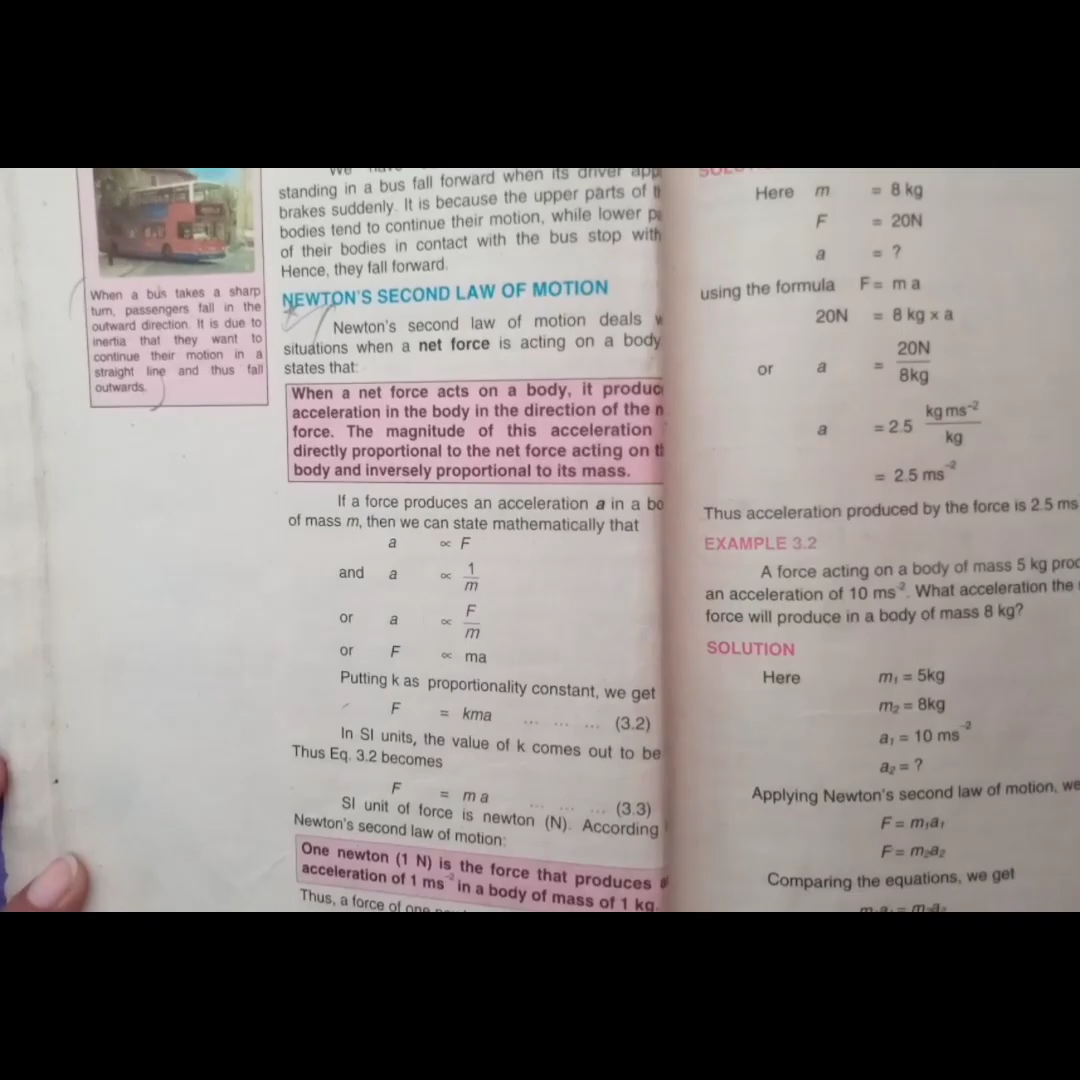 When a bus takes a sharp
turn, passengers fall in the
outward direction. It is due to
inertia that they want to
continue their motion in a
straight line and thus fall
outwards.
We have
standing in a bus fall forward when its driver
brakes suddenly. It is because the upper parts of
bodies tend to continue their motion, while lower
of their bodies in contact with the bus stop with
Hence, they fall forward.
NEWTON'S SECOND LAW OF MOTION
Newton's second law of motion deals
situations when a net force is acting on a body
states that:
When a net force acts on a body, it
acceleration in the body in the direction of the
force. The magnitude of this acceleration
directly proportional to the net force acting on
body and inversely proportional to its mass.
If a force produces an acceleration a in a
of mass m, then we can state mathematically that
a ∝ F
and a ∝ 1/m
or a ∝ F/m
or F ∝ ma
Putting k as proportionality constant, we get
F = kma ... ... ... (3.2)
In SI units, the value of k comes out to be
Thus Eq. 3.2 becomes
F = m a ... ... ... (3.3)
SI unit of force is newton (N). According
Newton's second law of motion:
One newton (1 N) is the force that produces
acceleration of 1 ms⁻² in a body of mass of 1 kg.
Thus, a force of one
Here m = 8 kg
F = 20N
a = ?
using the formula F = m a
20N = 8 kg x a
or a = 20N/8kg
a = 2.5 kg ms⁻²/kg
= 2.5 ms⁻²
Thus acceleration produced by the force is 2.5 ms
EXAMPLE 3.2
A force acting on a body of mass 5 kg
an acceleration of 10 ms⁻². What acceleration the
force will produce in a body of mass 8 kg?
SOLUTION
Here m₁ = 5kg
m₂ = 8kg
a₁ = 10 ms⁻²
a₂ = ?
Applying Newton's second law of motion, we
F = m₁a₁
F = m₂a₂
Comparing the equations, we get
m₁a₁ = m₂a₂